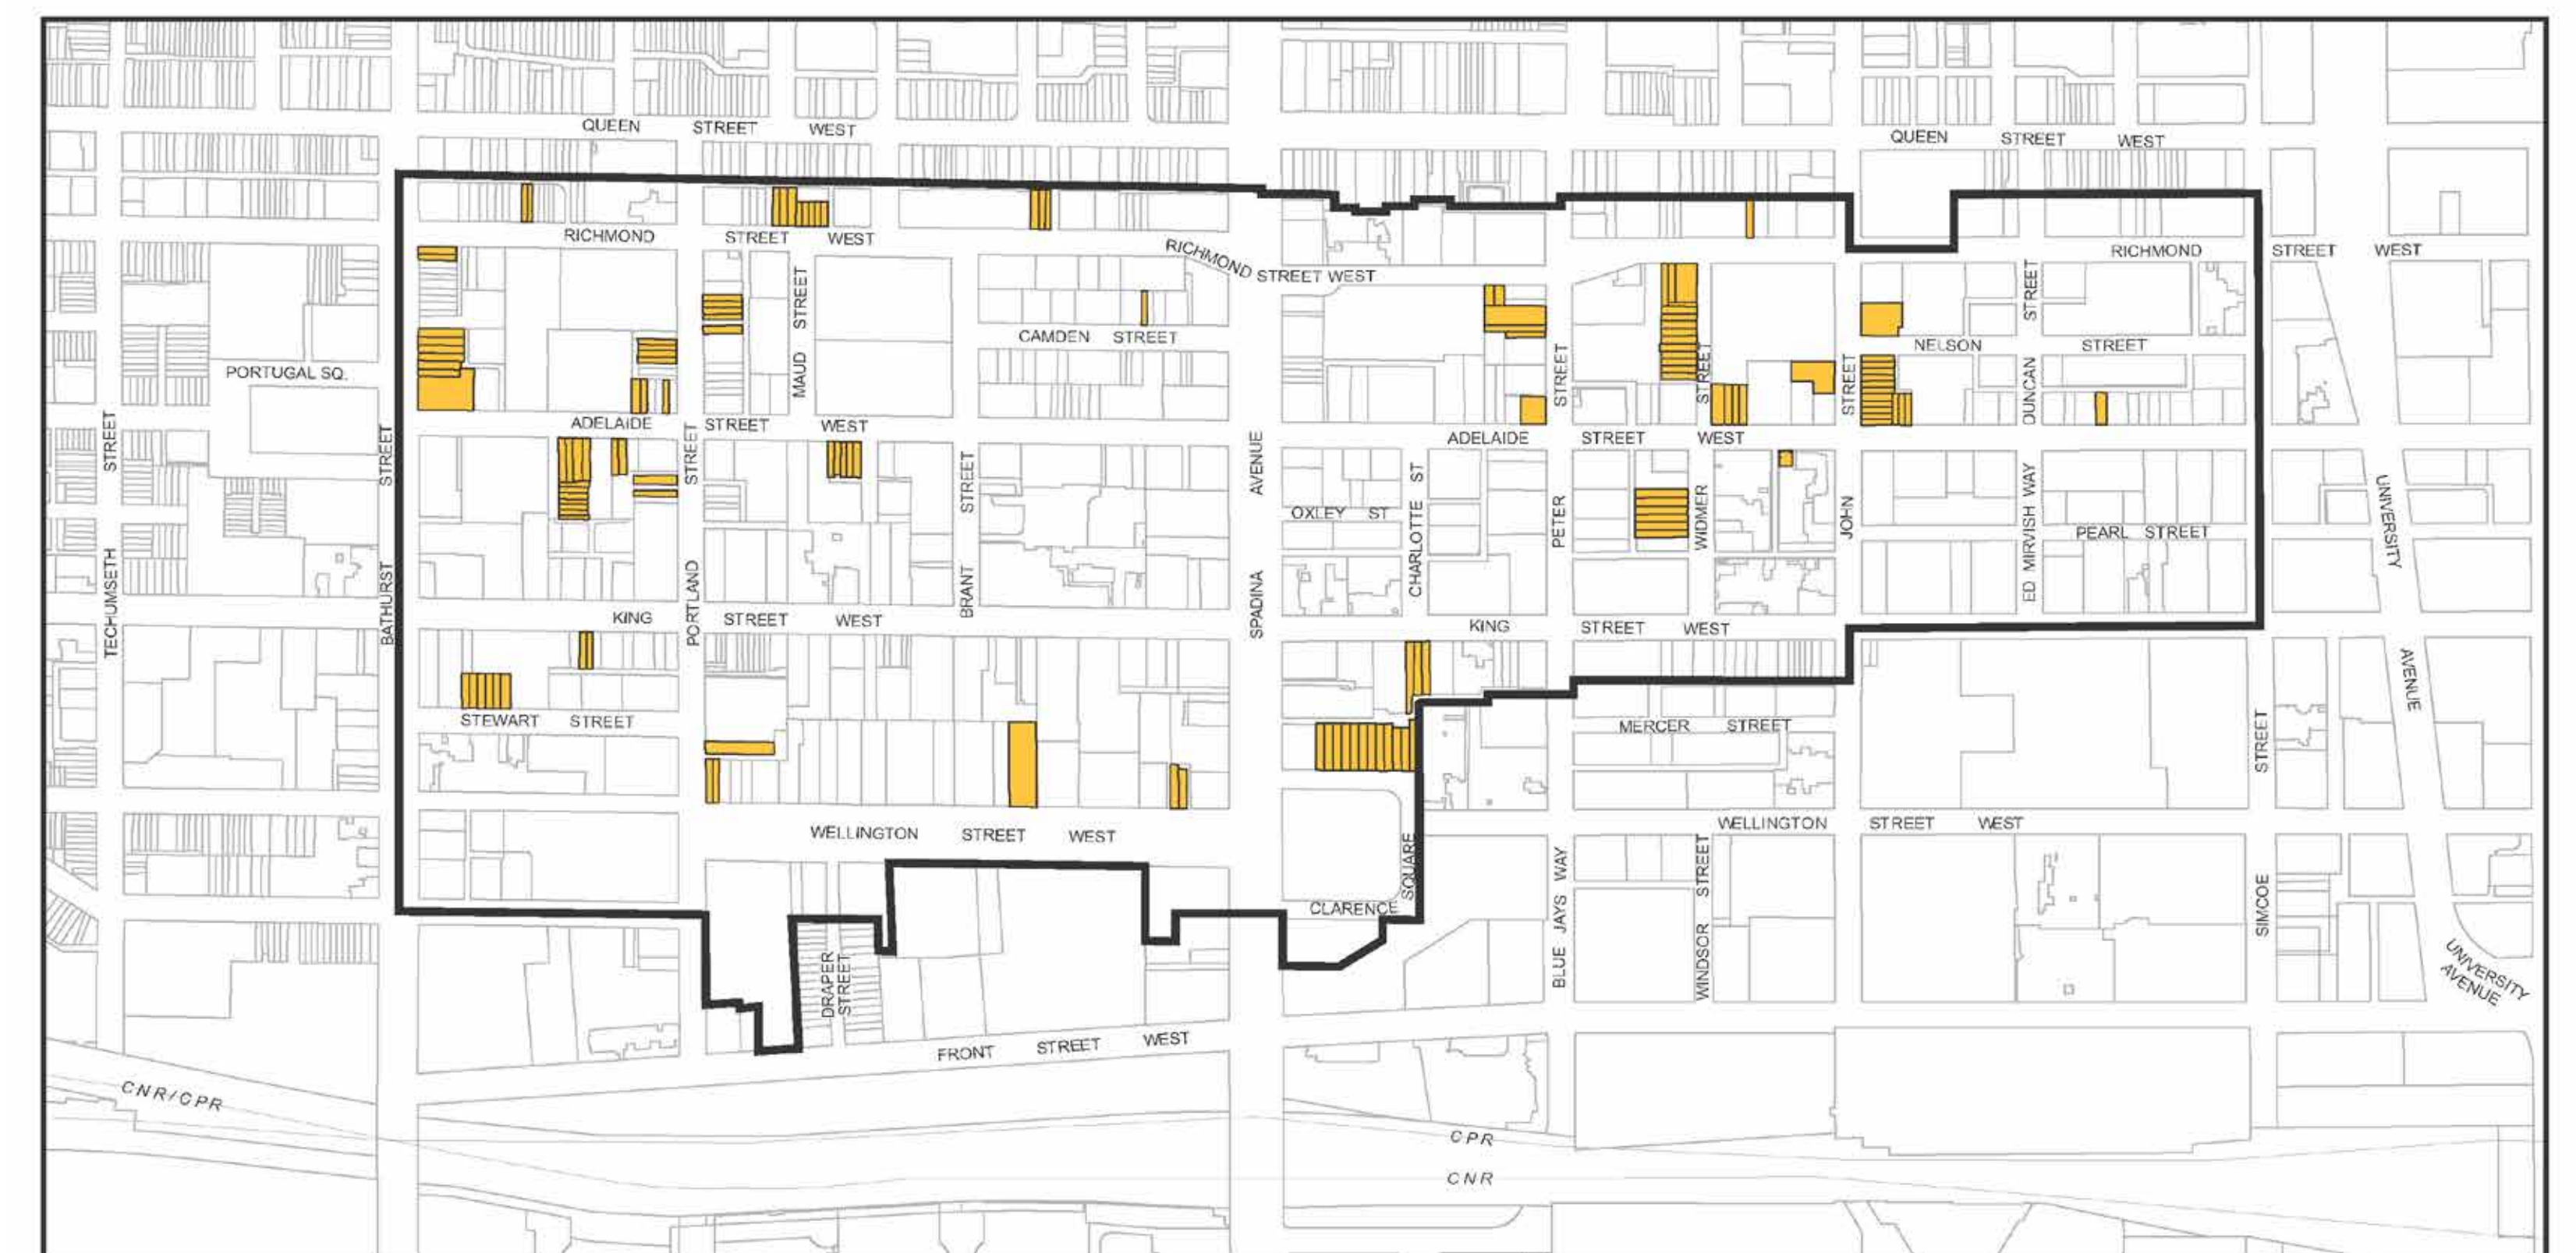 QUEEN STREET WEST
QUEEN STREET WEST
RICHMOND STREET WEST
RICHMOND STREET WEST
RICHMOND STREET WEST
MAUD STREET
CAMDEN STREET
NELSON STREET
DUNCAN STREET
PORTUGAL SQ.
ADELAIDE STREET WEST
ADELAIDE STREET WEST
TECHUMSETH STREET
BATHURST STREET
PORTLAND STREET
BRANT STREET
SPADINA AVENUE
OXLEY ST
CHARLOTTE ST
PETER STREET
WIDMER STREET
JOHN STREET
ED MIRVISH WAY
PEARL STREET
UNIVERSITY AVENUE
KING STREET WEST
KING STREET WEST
STEWART STREET
MERCER STREET
SIMCOE STREET
WELLINGTON STREET WEST
WELLINGTON STREET WEST
CLARENCE SQUARE
BLUE JAYS WAY
WINDSOR STREET
DRAPER STREET
UNIVERSITY AVENUE
FRONT STREET WEST
CNR/CPR
CPR
CNR